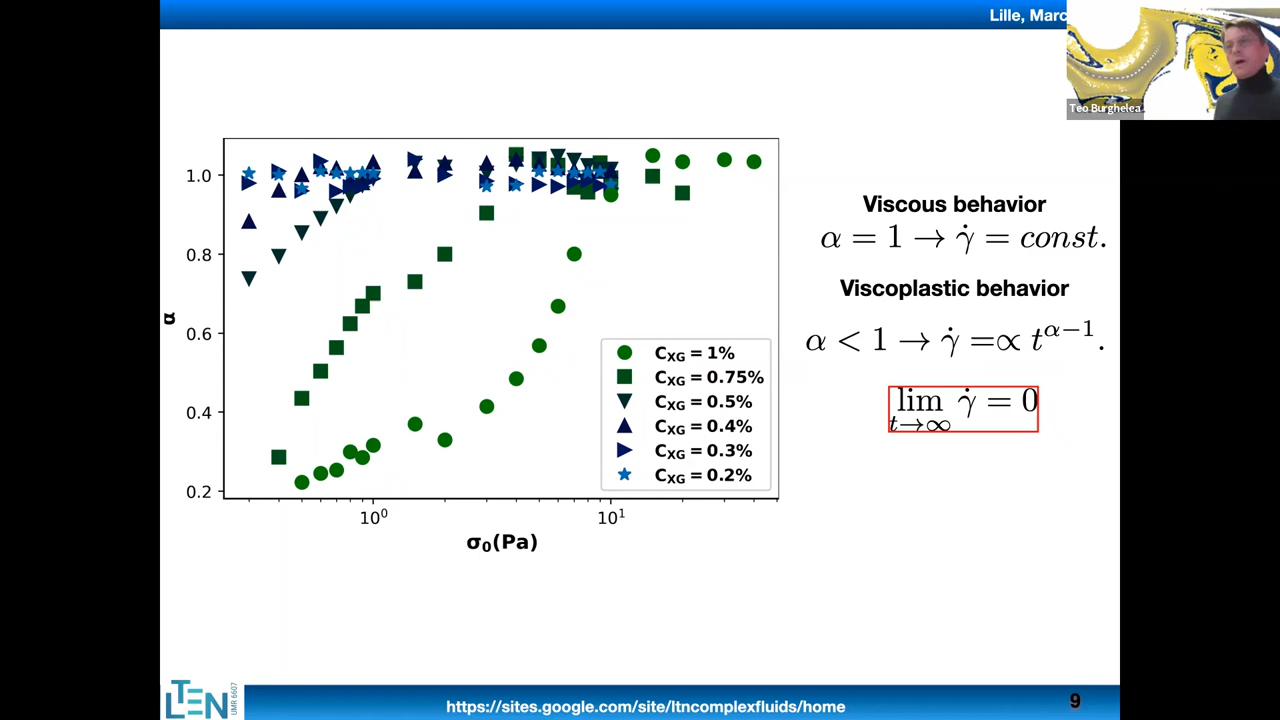 Lille, Marc
Teo Burghelea
1.0
0.8
0.6
0.4
0.2
α
10⁰
10¹
σ₀(Pa)
C_XG = 1%
C_XG = 0.75%
C_XG = 0.5%
C_XG = 0.4%
C_XG = 0.3%
C_XG = 0.2%
Viscous behavior
α = 1 → γ̇ = const.
Viscoplastic behavior
α < 1 → γ̇ =∝ t^{α−1}.
lim γ̇ = 0
t→∞
LTEN
UMR 6607
https://sites.google.com/site/ltncomplexfluids/home
9